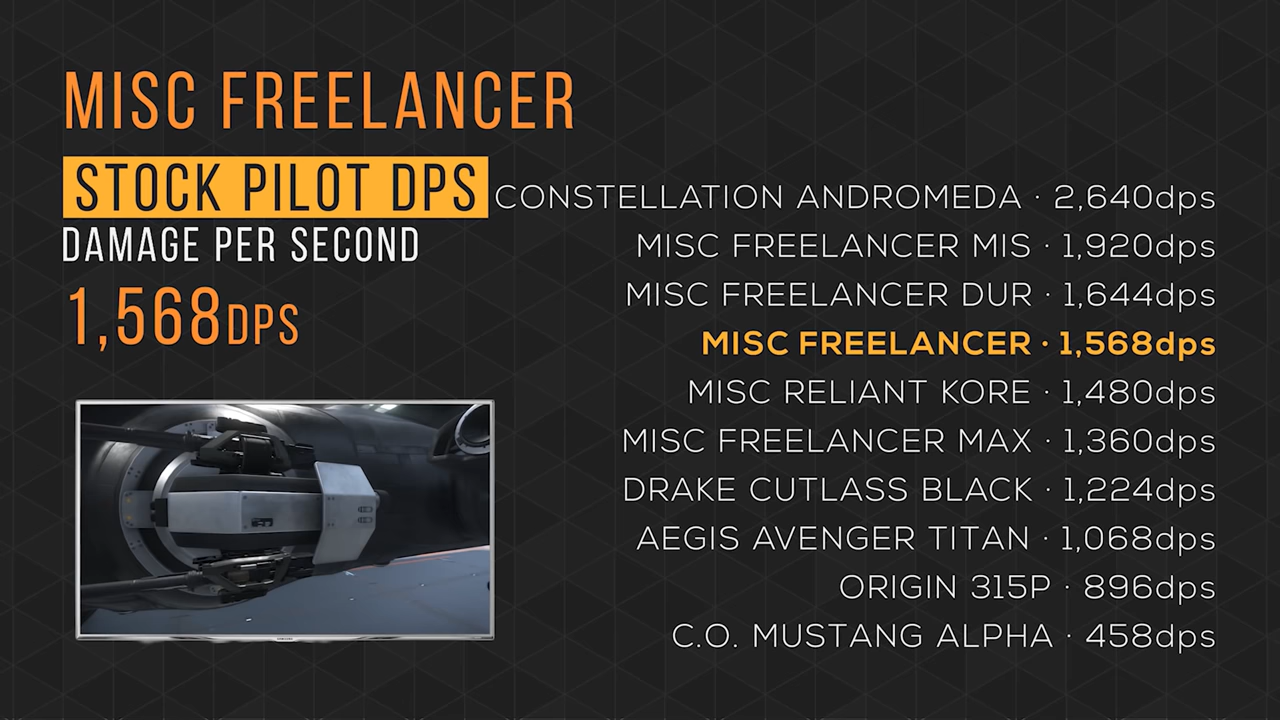 MISC FREELANCER
STOCK PILOT DPS
DAMAGE PER SECOND
1,568DPS
CONSTELLATION ANDROMEDA · 2,640dps
MISC FREELANCER MIS · 1,920dps
MISC FREELANCER DUR · 1,644dps
MISC FREELANCER · 1,568dps
MISC RELIANT KORE · 1,480dps
MISC FREELANCER MAX · 1,360dps
DRAKE CUTLASS BLACK · 1,224dps
AEGIS AVENGER TITAN · 1,068dps
ORIGIN 315P · 896dps
C.O. MUSTANG ALPHA · 458dps